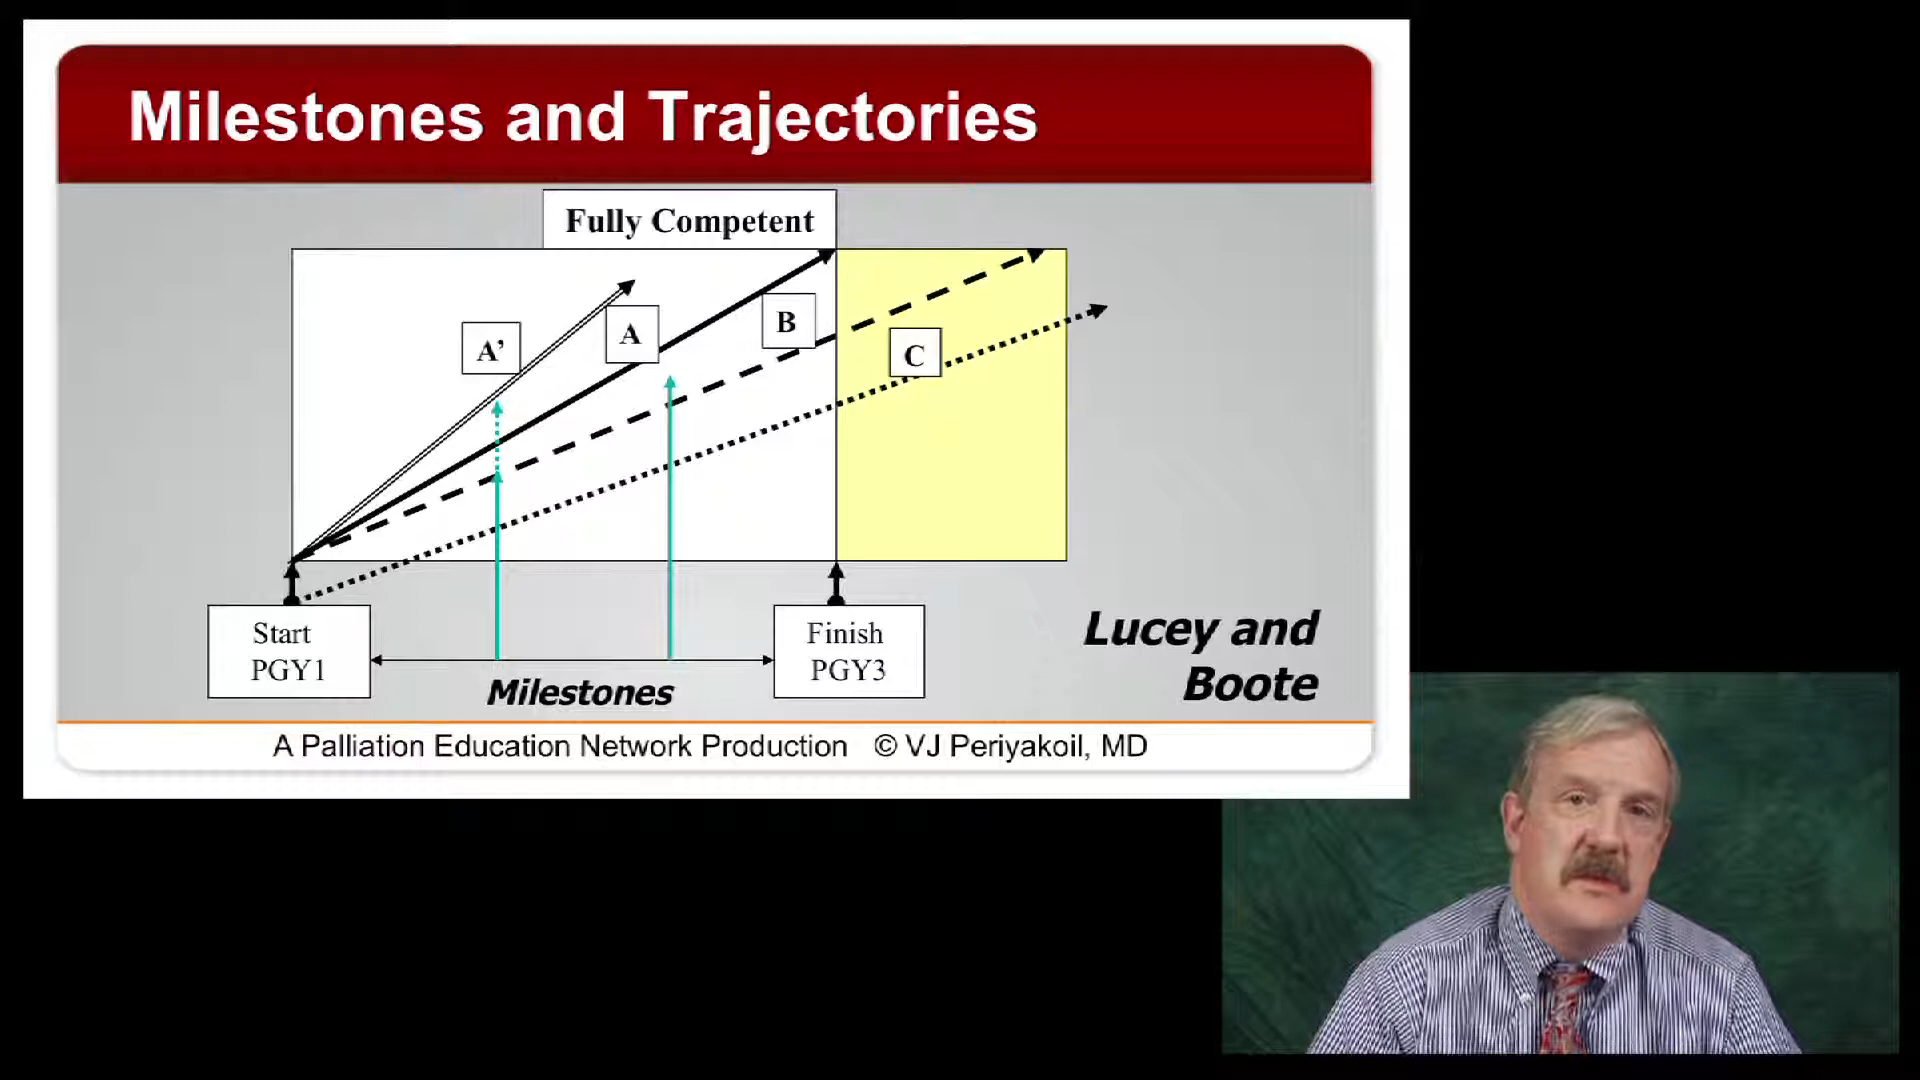 Milestones and Trajectories
Fully Competent
A’
A
B
C
Start
PGY1
Finish
PGY3
Milestones
Lucey and
Boote
A Palliation Education Network Production © VJ Periyakoil, MD